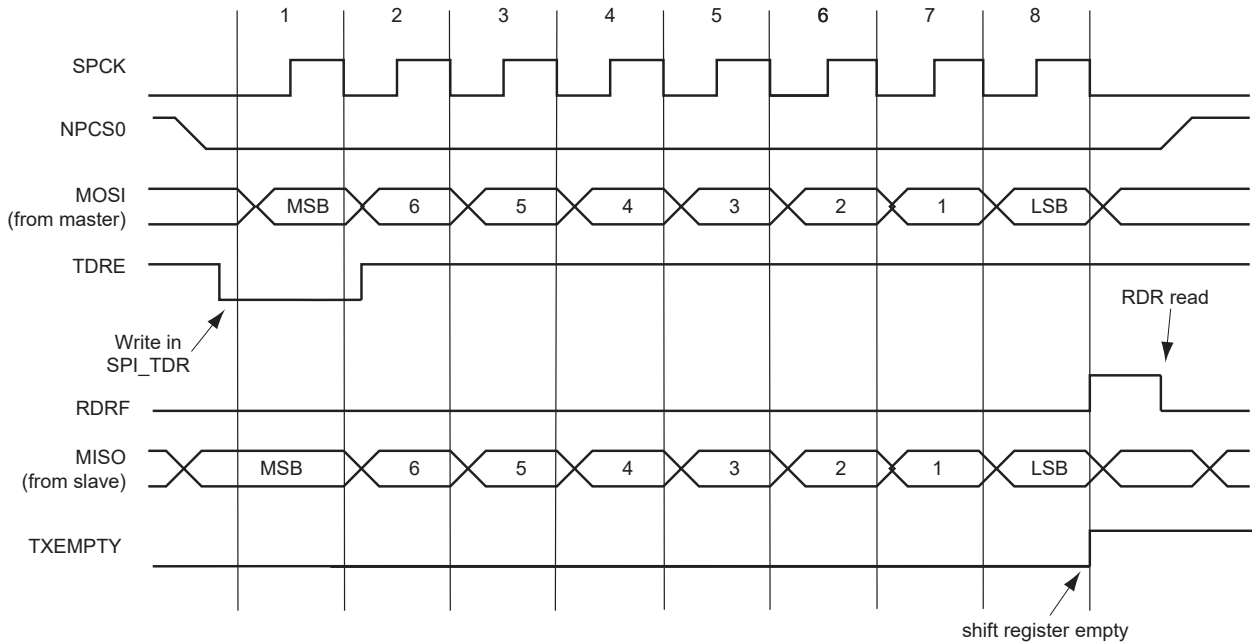 1 2 3 4 5 6 7 8
SPCK
NPCS0
MOSI
(from master)
MSB 6 5 4 3 2 1 LSB
TDRE
Write in
SPI_TDR
RDR read
RDRF
MISO
(from slave)
MSB 6 5 4 3 2 1 LSB
TXEMPTY
shift register empty